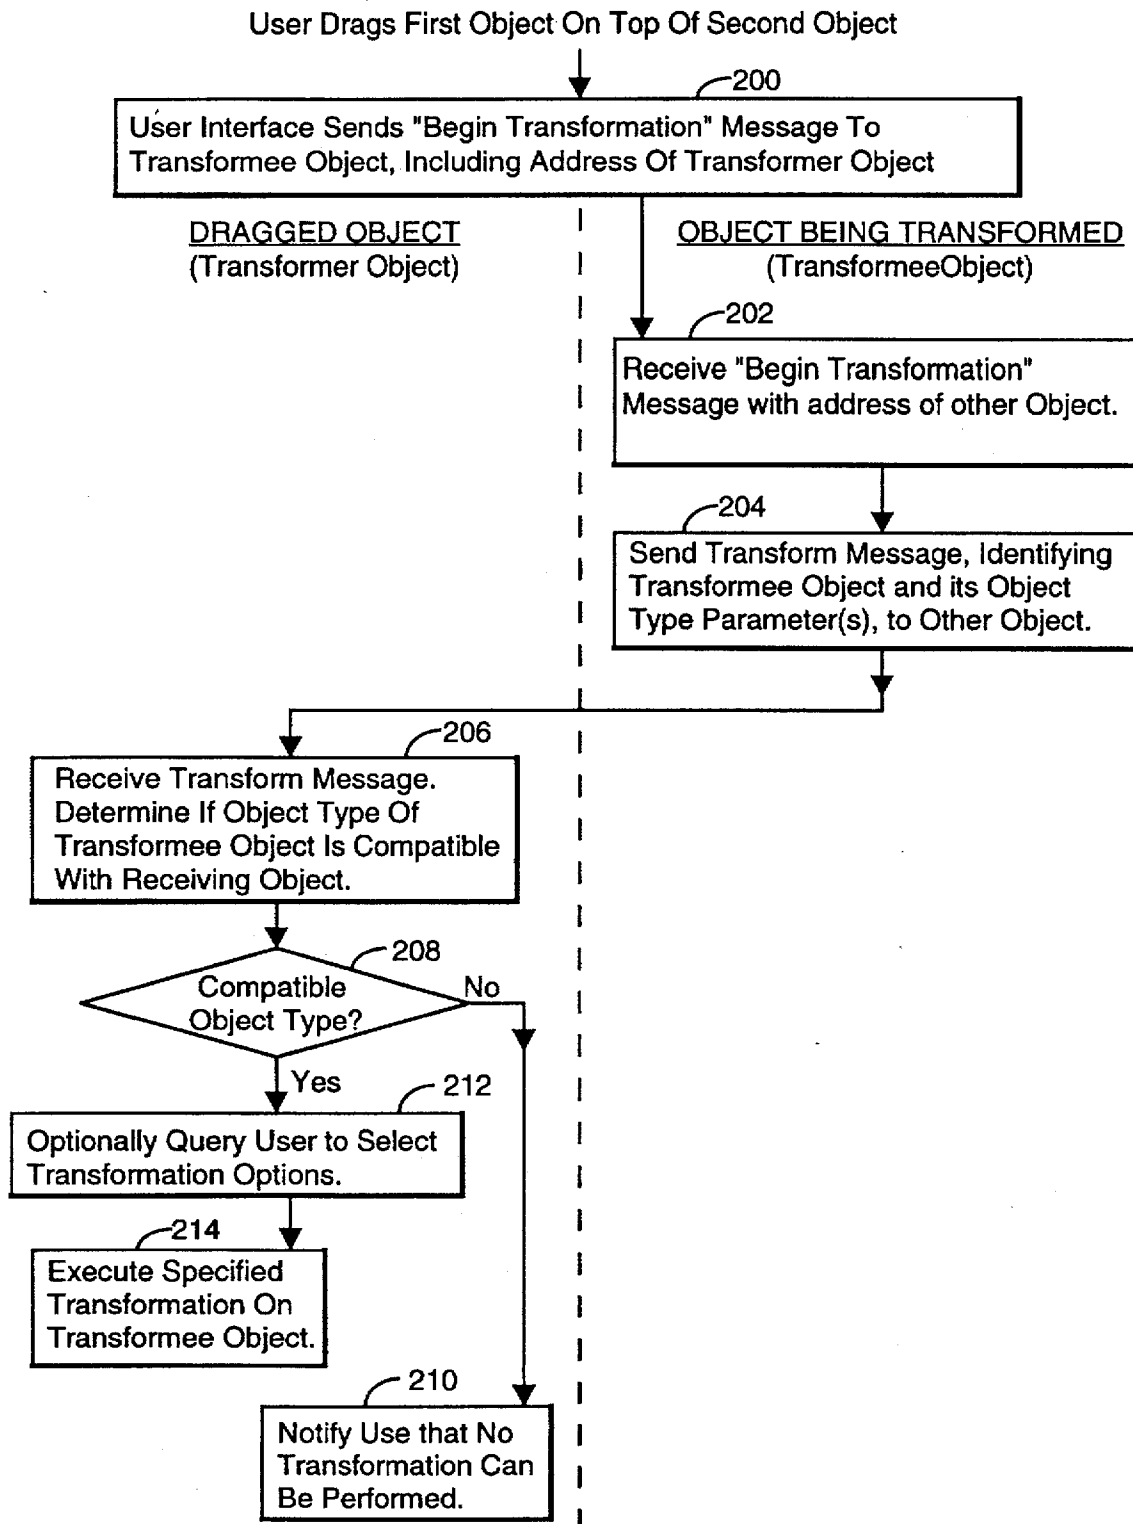 User Drags First Object On Top Of Second Object
200
User Interface Sends "Begin Transformation" Message To
Transformee Object, Including Address Of Transformer Object
DRAGGED OBJECT
(Transformer Object)
OBJECT BEING TRANSFORMED
(TransformeeObject)
202
Receive "Begin Transformation"
Message with address of other Object.
204
Send Transform Message, Identifying
Transformee Object and its Object
Type Parameter(s), to Other Object.
206
Receive Transform Message.
Determine If Object Type Of
Transformee Object Is Compatible
With Receiving Object.
208
Compatible
Object Type?
No
Yes
212
Optionally Query User to Select
Transformation Options.
214
Execute Specified
Transformation On
Transformee Object.
210
Notify Use that No
Transformation Can
Be Performed.